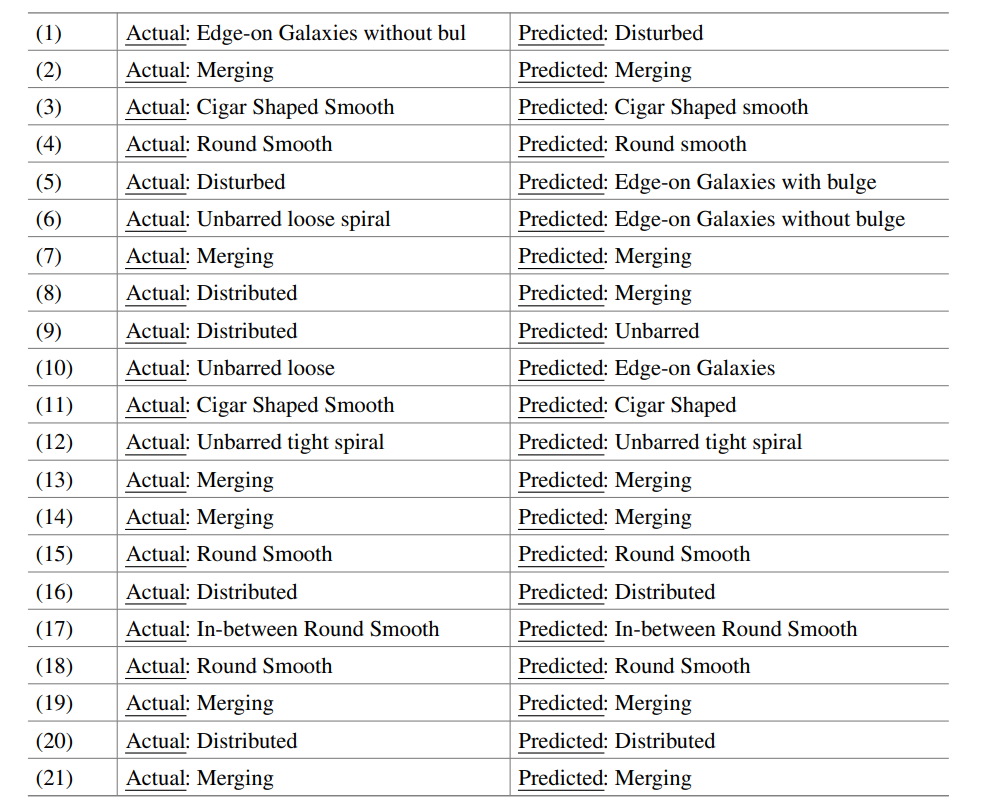 (1) Actual: Edge-on Galaxies without bul Predicted: Disturbed
(2) Actual: Merging Predicted: Merging
(3) Actual: Cigar Shaped Smooth Predicted: Cigar Shaped smooth
(4) Actual: Round Smooth Predicted: Round smooth
(5) Actual: Disturbed Predicted: Edge-on Galaxies with bulge
(6) Actual: Unbarred loose spiral Predicted: Edge-on Galaxies without bulge
(7) Actual: Merging Predicted: Merging
(8) Actual: Distributed Predicted: Merging
(9) Actual: Distributed Predicted: Unbarred
(10) Actual: Unbarred loose Predicted: Edge-on Galaxies
(11) Actual: Cigar Shaped Smooth Predicted: Cigar Shaped
(12) Actual: Unbarred tight spiral Predicted: Unbarred tight spiral
(13) Actual: Merging Predicted: Merging
(14) Actual: Merging Predicted: Merging
(15) Actual: Round Smooth Predicted: Round Smooth
(16) Actual: Distributed Predicted: Distributed
(17) Actual: In-between Round Smooth Predicted: In-between Round Smooth
(18) Actual: Round Smooth Predicted: Round Smooth
(19) Actual: Merging Predicted: Merging
(20) Actual: Distributed Predicted: Distributed
(21) Actual: Merging Predicted: Merging